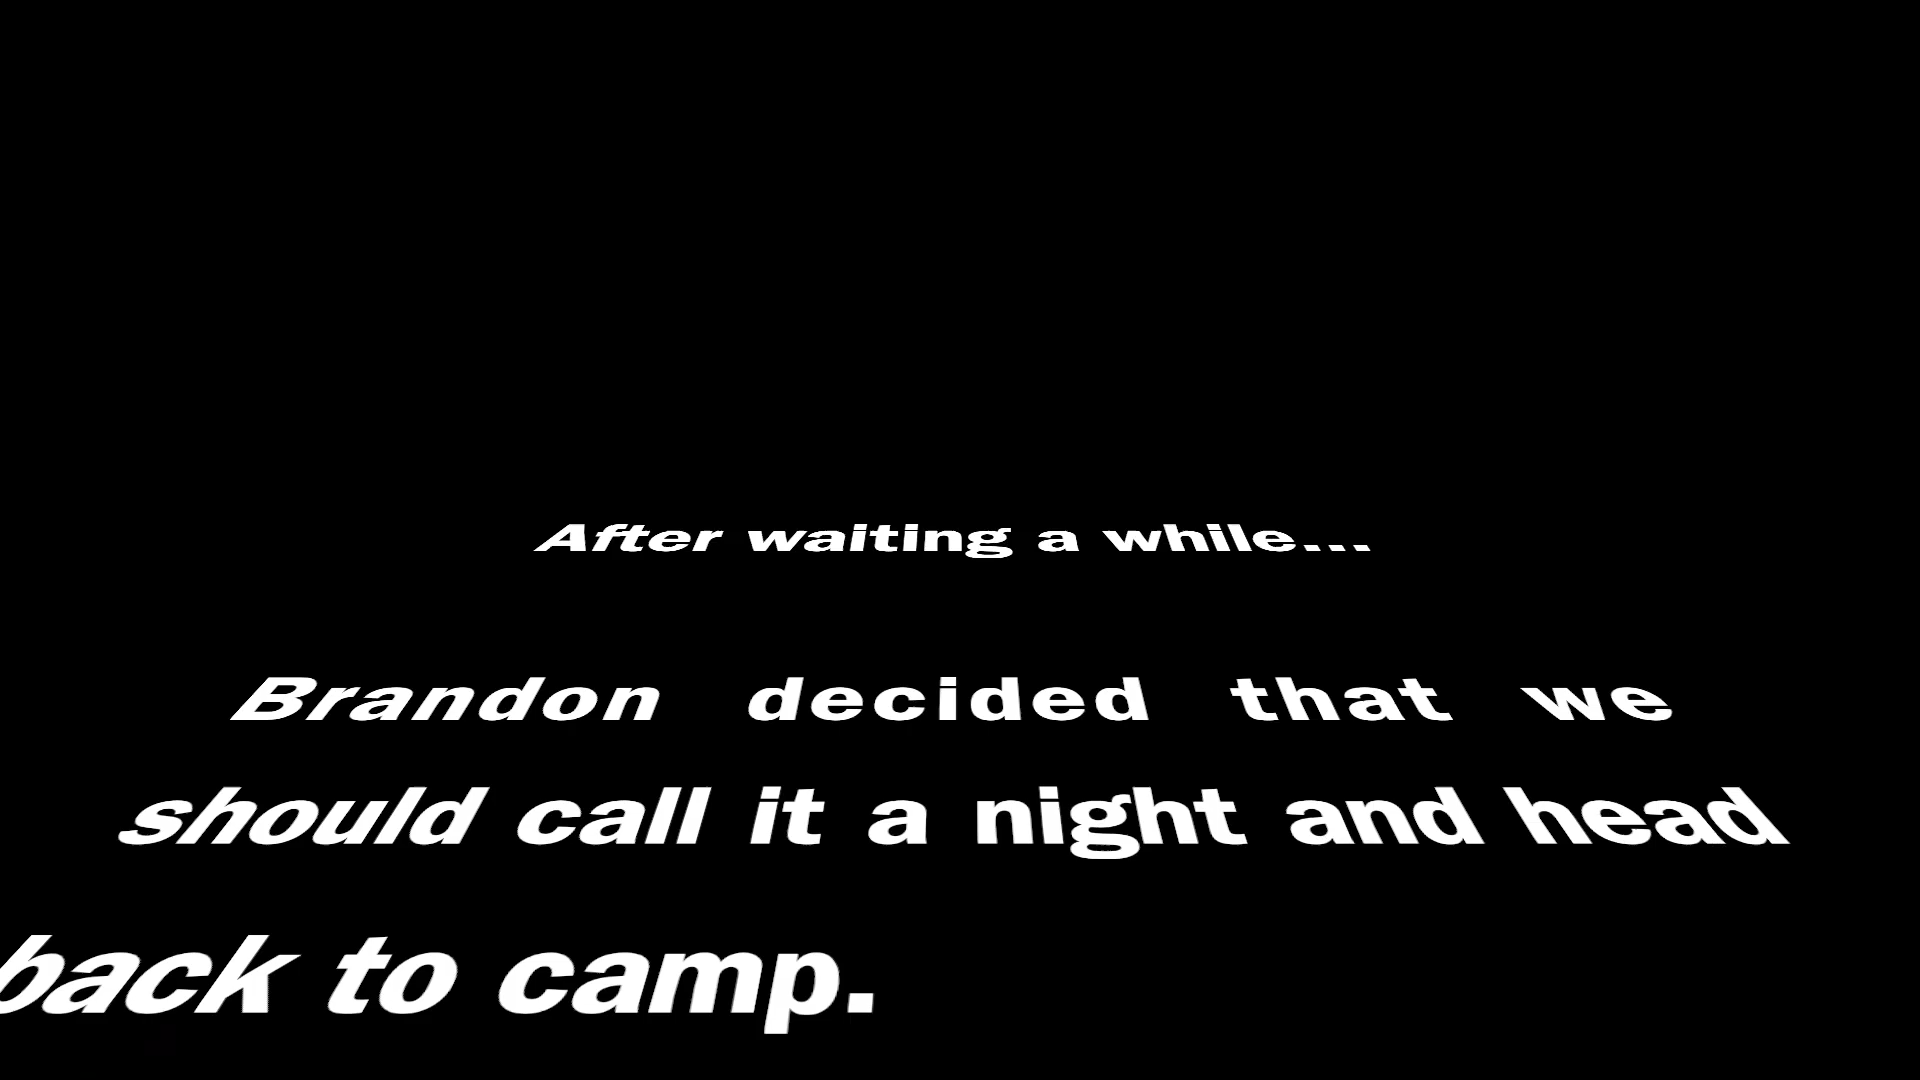 After waiting a while...
Brandon decided that we
should call it a night and head
back to camp.